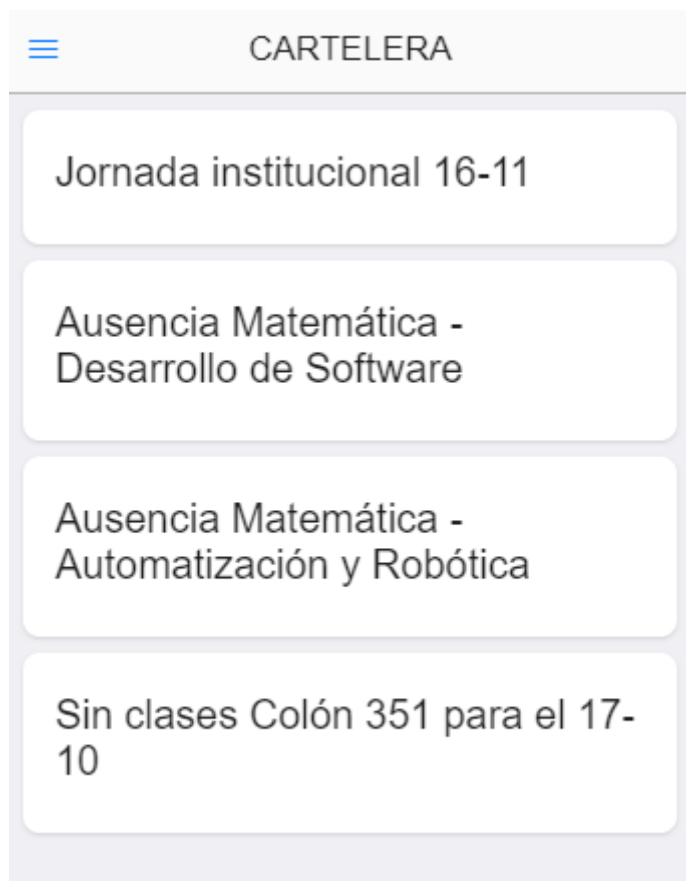 CARTELERA
Jornada institucional 16-11
Ausencia Matemática -
Desarrollo de Software
Ausencia Matemática -
Automatización y Robótica
Sin clases Colón 351 para el 17-
10